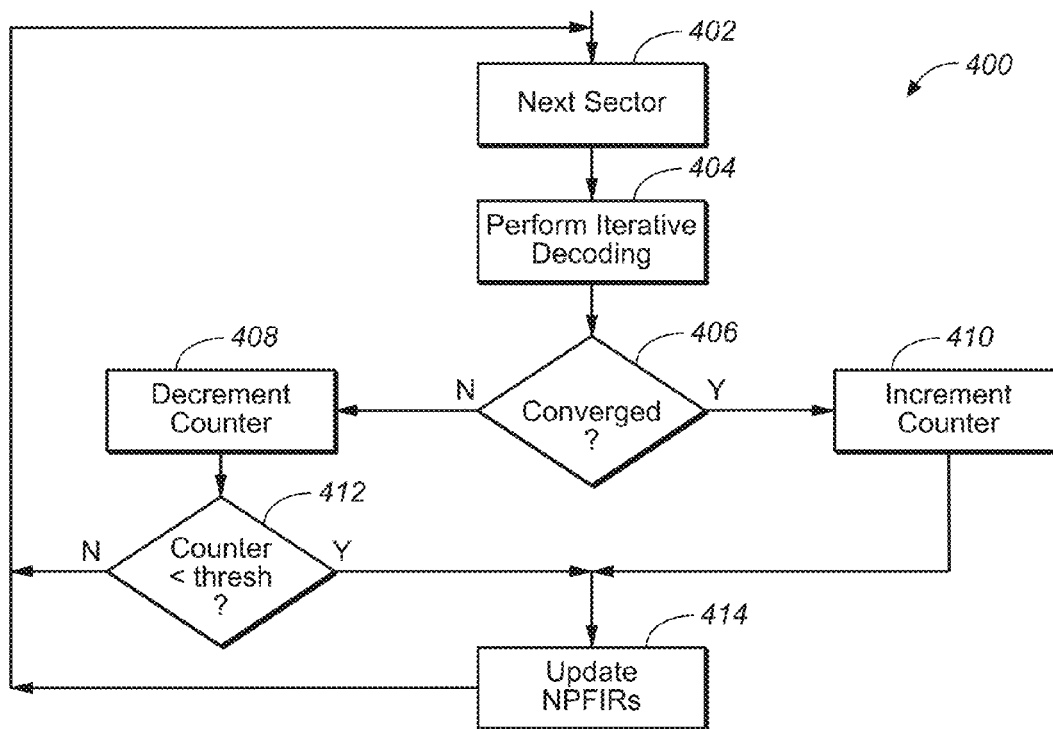 402
400
Next Sector
404
Perform Iterative
Decoding
408
406
410
Decrement
Counter
N
Converged
?
Y
Increment
Counter
412
N
Counter
< thresh
?
Y
414
Update
NPFIRs